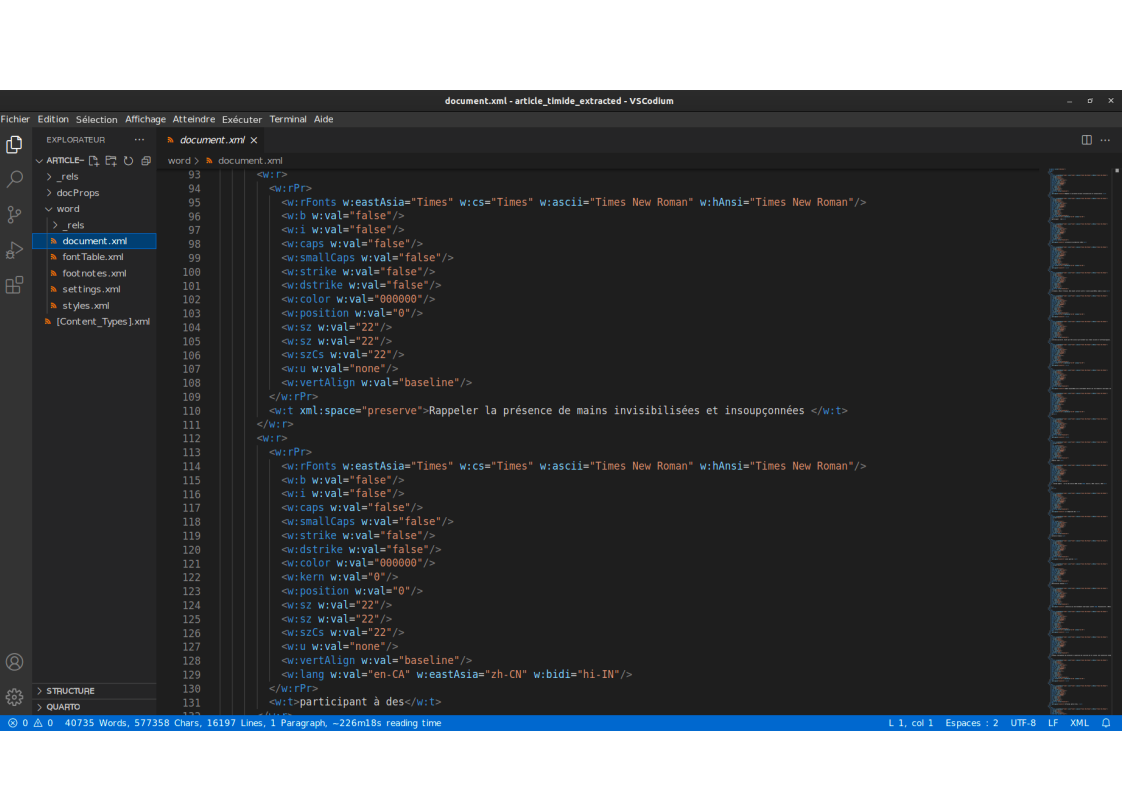 document.xml - article_timide_extracted - VSCodium
Fichier Edition Sélection Affichage Atteindre Exécuter Terminal Aide
EXPLORATEUR
ARTICLE-
_rels
docProps
word
_rels
document.xml
fontTable.xml
footnotes.xml
settings.xml
styles.xml
[Content_Types].xml
STRUCTURE
QUARTO
document.xml
word > document.xml
93 <w:r>
94 <w:rPr>
95 <w:rFonts w:eastAsia="Times" w:cs="Times" w:ascii="Times New Roman" w:hAnsi="Times New Roman"/>
96 <w:b w:val="false"/>
97 <w:i w:val="false"/>
98 <w:caps w:val="false"/>
99 <w:smallCaps w:val="false"/>
100 <w:strike w:val="false"/>
101 <w:dstrike w:val="false"/>
102 <w:color w:val="000000"/>
103 <w:position w:val="0"/>
104 <w:sz w:val="22"/>
105 <w:sz w:val="22"/>
106 <w:szCs w:val="22"/>
107 <w:u w:val="none"/>
108 <w:vertAlign w:val="baseline"/>
109 </w:rPr>
110 <w:t xml:space="preserve">Rappeler la présence de mains invisibilisées et insoupçonnées </w:t>
111 </w:r>
112 <w:r>
113 <w:rPr>
114 <w:rFonts w:eastAsia="Times" w:cs="Times" w:ascii="Times New Roman" w:hAnsi="Times New Roman"/>
115 <w:b w:val="false"/>
116 <w:i w:val="false"/>
117 <w:caps w:val="false"/>
118 <w:smallCaps w:val="false"/>
119 <w:strike w:val="false"/>
120 <w:dstrike w:val="false"/>
121 <w:color w:val="000000"/>
122 <w:kern w:val="0"/>
123 <w:position w:val="0"/>
124 <w:sz w:val="22"/>
125 <w:sz w:val="22"/>
126 <w:szCs w:val="22"/>
127 <w:u w:val="none"/>
128 <w:vertAlign w:val="baseline"/>
129 <w:lang w:val="en-CA" w:eastAsia="zh-CN" w:bidi="hi-IN"/>
130 </w:rPr>
131 <w:t>participant à des</w:t>
0 0 40735 Words, 577358 Chars, 16197 Lines, 1 Paragraph, ~226m18s reading time L 1, col 1 Espaces : 2 UTF-8 LF XML